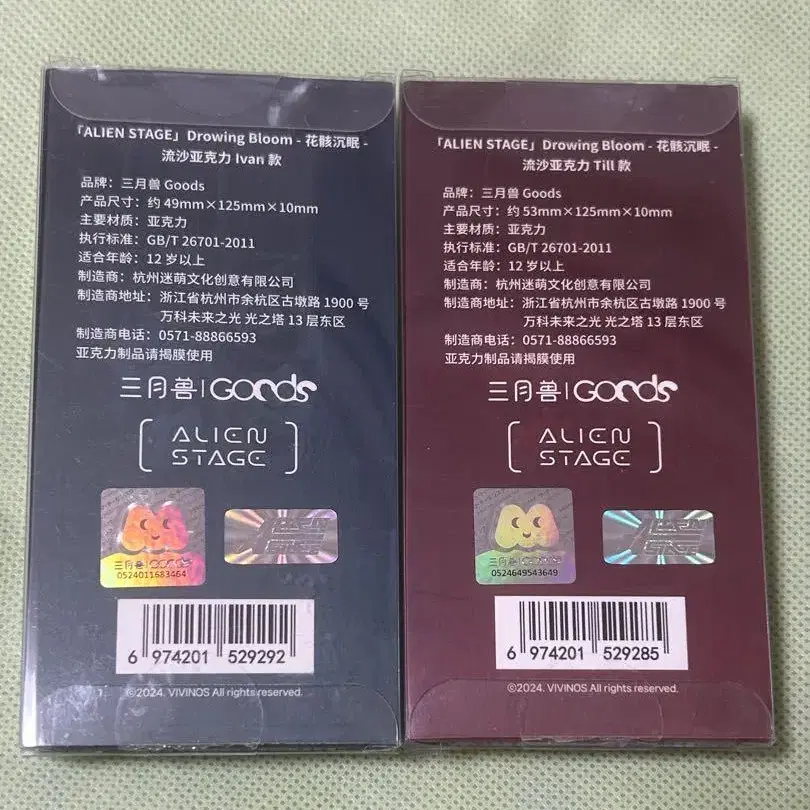 「ALIEN STAGE」Drowing Bloom - 花骸沉眠 -
流沙亚克力 Ivan 款
品牌：三月兽 Goods
产品尺寸：约 49mm×125mm×10mm
主要材质：亚克力
执行标准：GB/T 26701-2011
适合年龄：12 岁以上
制造商：杭州迷萌文化创意有限公司
制造商地址：浙江省杭州市余杭区古墩路 1900 号
万科未来之光 光之塔 13 层东区
制造商电话：0571-88866593
亚克力制品请揭膜使用
三月兽 | Goods
ALIEN
STAGE
三月兽 Goods
0524011683464
ALIEN
STAGE
6 974201 529292
©2024. VIVINOS All rights reserved.
「ALIEN STAGE」Drowing Bloom - 花骸沉眠 -
流沙亚克力 Till 款
品牌：三月兽 Goods
产品尺寸：约 53mm×125mm×10mm
主要材质：亚克力
执行标准：GB/T 26701-2011
适合年龄：12 岁以上
制造商：杭州迷萌文化创意有限公司
制造商地址：浙江省杭州市余杭区古墩路 1900 号
万科未来之光 光之塔 13 层东区
制造商电话：0571-88866593
亚克力制品请揭膜使用
三月兽 | Goods
ALIEN
STAGE
三月兽 Goods
0524649543649
ALIEN
STAGE
6 974201 529285
©2024. VIVINOS All rights reserved.